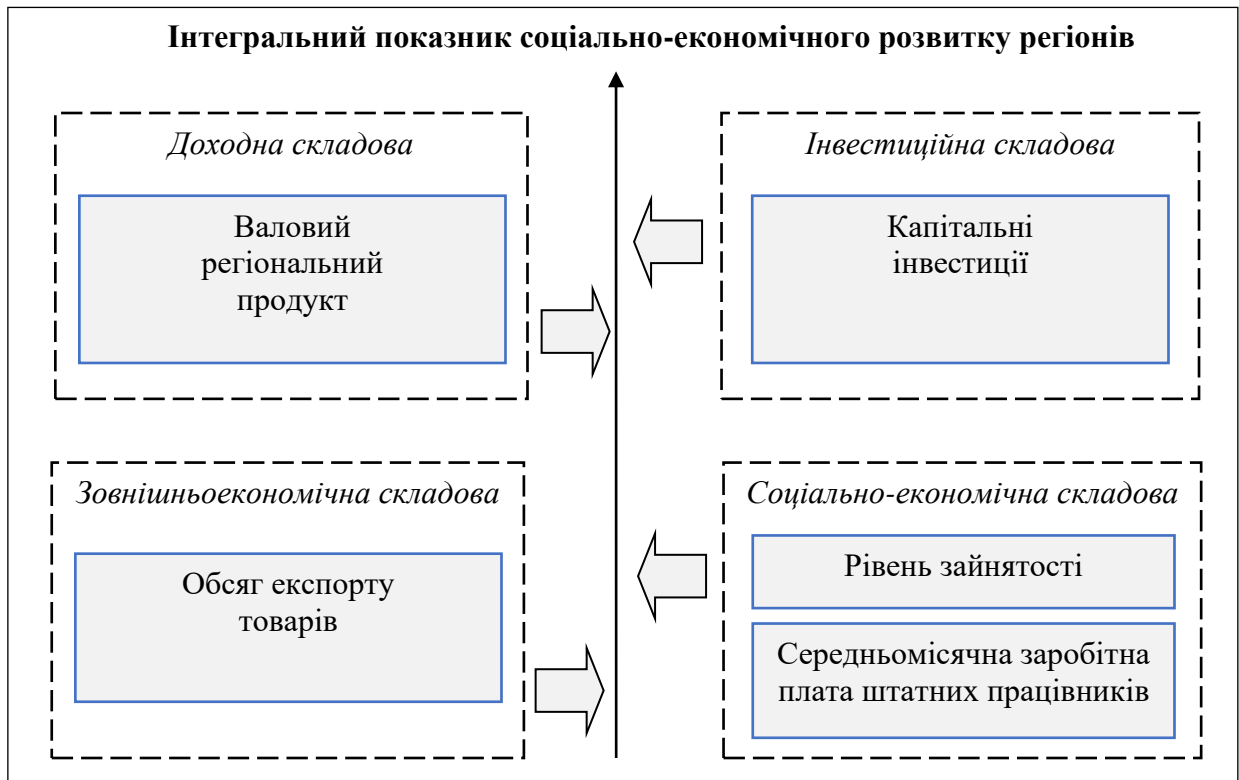 Інтегральний показник соціально-економічного розвитку регіонів
Доходна складова
Валовий
регіональний
продукт
Інвестиційна складова
Капітальні
інвестиції
Зовнішньоекономічна складова
Обсяг експорту
товарів
Соціально-економічна складова
Рівень зайнятості
Середньомісячна заробітна
плата штатних працівників